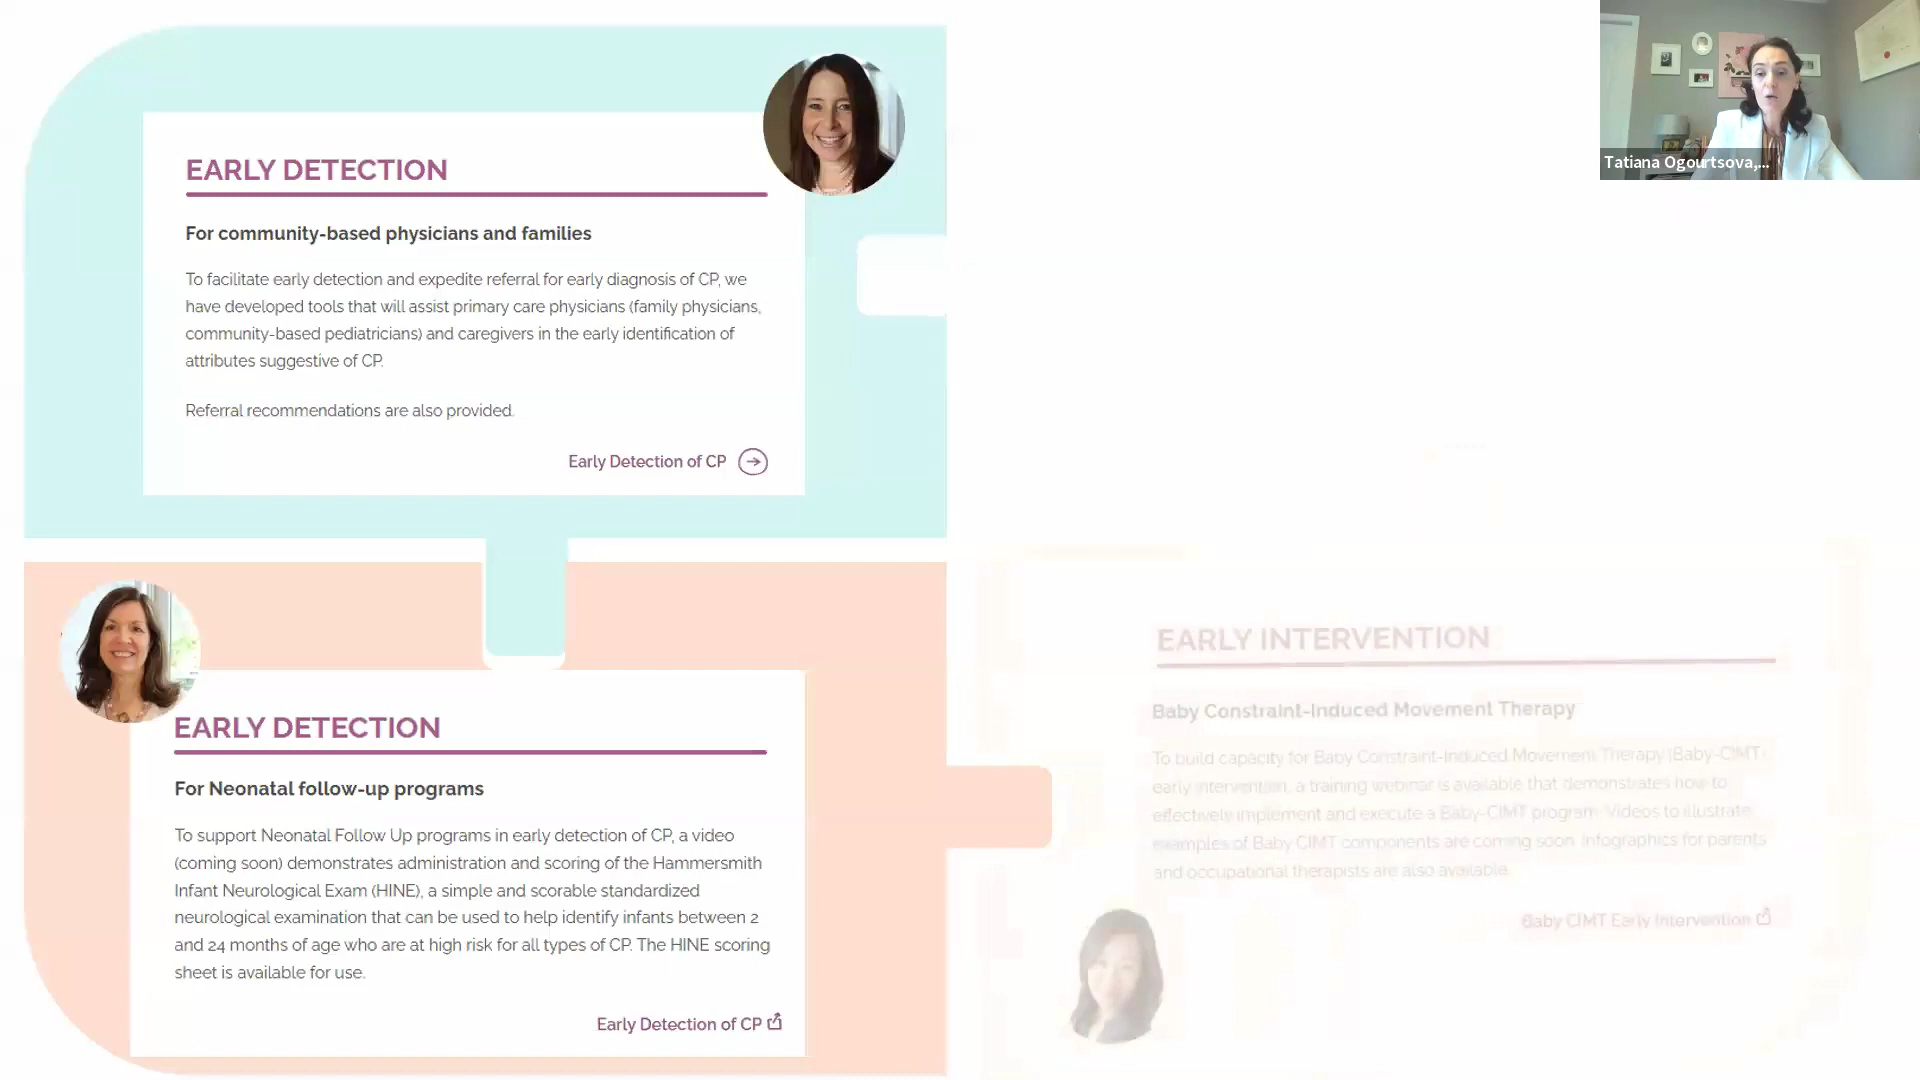 Tatiana Ogourtsova,...
EARLY DETECTION
For community-based physicians and families
To facilitate early detection and expedite referral for early diagnosis of CP, we
have developed tools that will assist primary care physicians (family physicians,
community-based pediatricians) and caregivers in the early identification of
attributes suggestive of CP.
Referral recommendations are also provided.
Early Detection of CP
EARLY DETECTION
For Neonatal follow-up programs
To support Neonatal Follow Up programs in early detection of CP, a video
(coming soon) demonstrates administration and scoring of the Hammersmith
Infant Neurological Exam (HINE), a simple and scorable standardized
neurological examination that can be used to help identify infants between 2
and 24 months of age who are at high risk for all types of CP. The HINE scoring
sheet is available for use.
Early Detection of CP
EARLY INTERVENTION
Baby Constraint-Induced Movement Therapy
To build capacity for Baby Constraint-Induced Movement Therapy (Baby-CIMT)
early intervention, a training webinar is available that demonstrates how to
effectively implement and execute a Baby-CIMT program. Videos to illustrate
examples of Baby CIMT components are coming soon. Infographics for parents
and occupational therapists are also available.
Baby CIMT Early Intervention